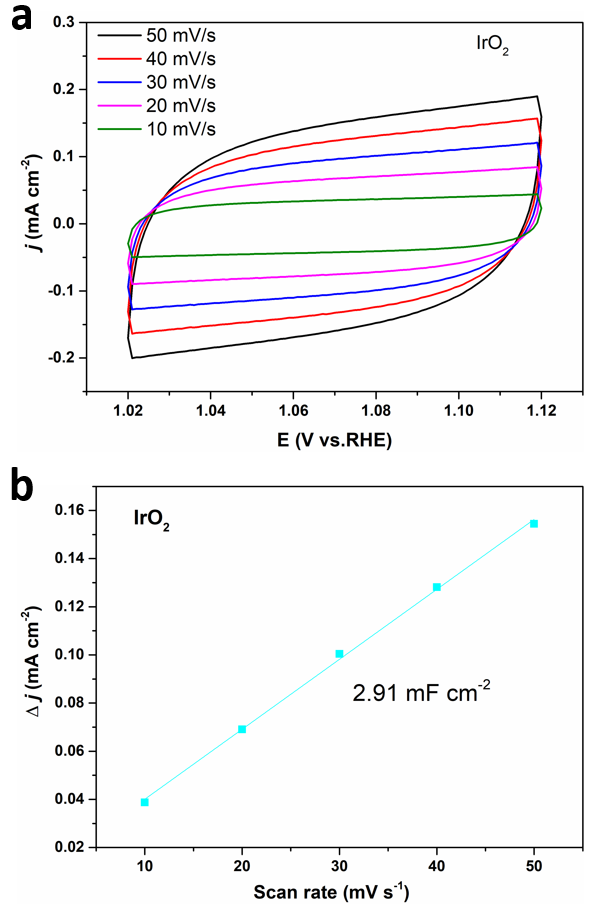 a
50 mV/s
40 mV/s
30 mV/s
20 mV/s
10 mV/s
IrO₂
0.3
0.2
0.1
0.0
-0.1
-0.2
j (mA cm⁻²)
1.02 1.04 1.06 1.08 1.10 1.12
E (V vs.RHE)
b
IrO₂
0.16
0.14
0.12
0.10
0.08
0.06
0.04
0.02
Δ j (mA cm⁻²)
2.91 mF cm⁻²
10 20 30 40 50
Scan rate (mV s⁻¹)